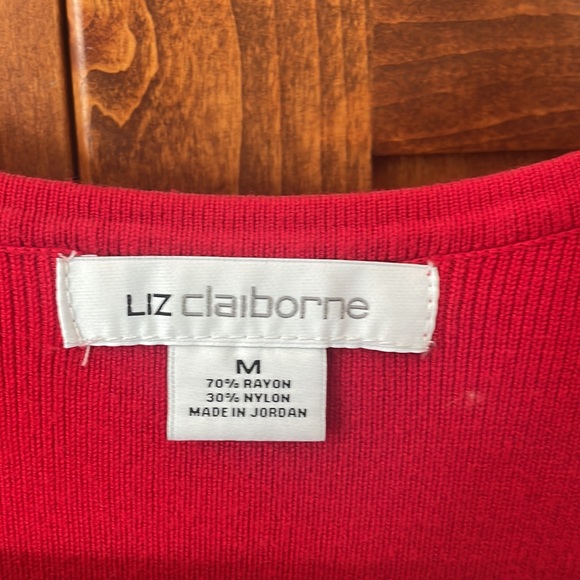 LIZ claiborne
M
70% RAYON
30% NYLON
MADE IN JORDAN